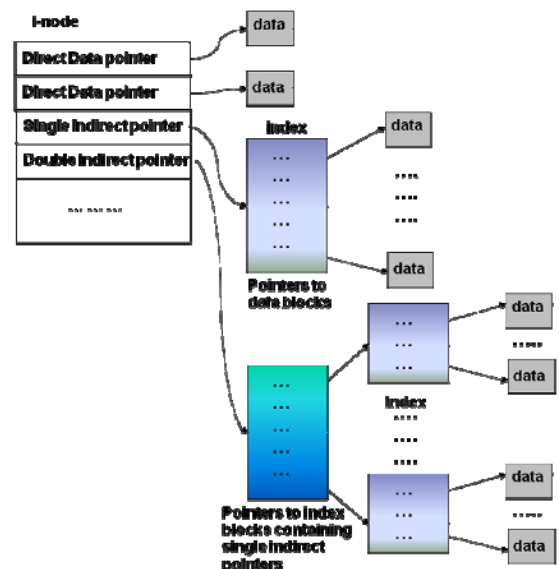 i-node
data
Direct Data pointer
Direct Data pointer
data
Single Indirect pointer
Index
data
Double Indirect pointer
... ... ...
...
...
...
...
...
....
....
....
data
Pointers to
data blocks
data
...
...
...
.....
data
...
...
...
...
...
Index
....
....
....
data
...
...
...
.....
data
Pointers to index
blocks containing
single indirect
pointers